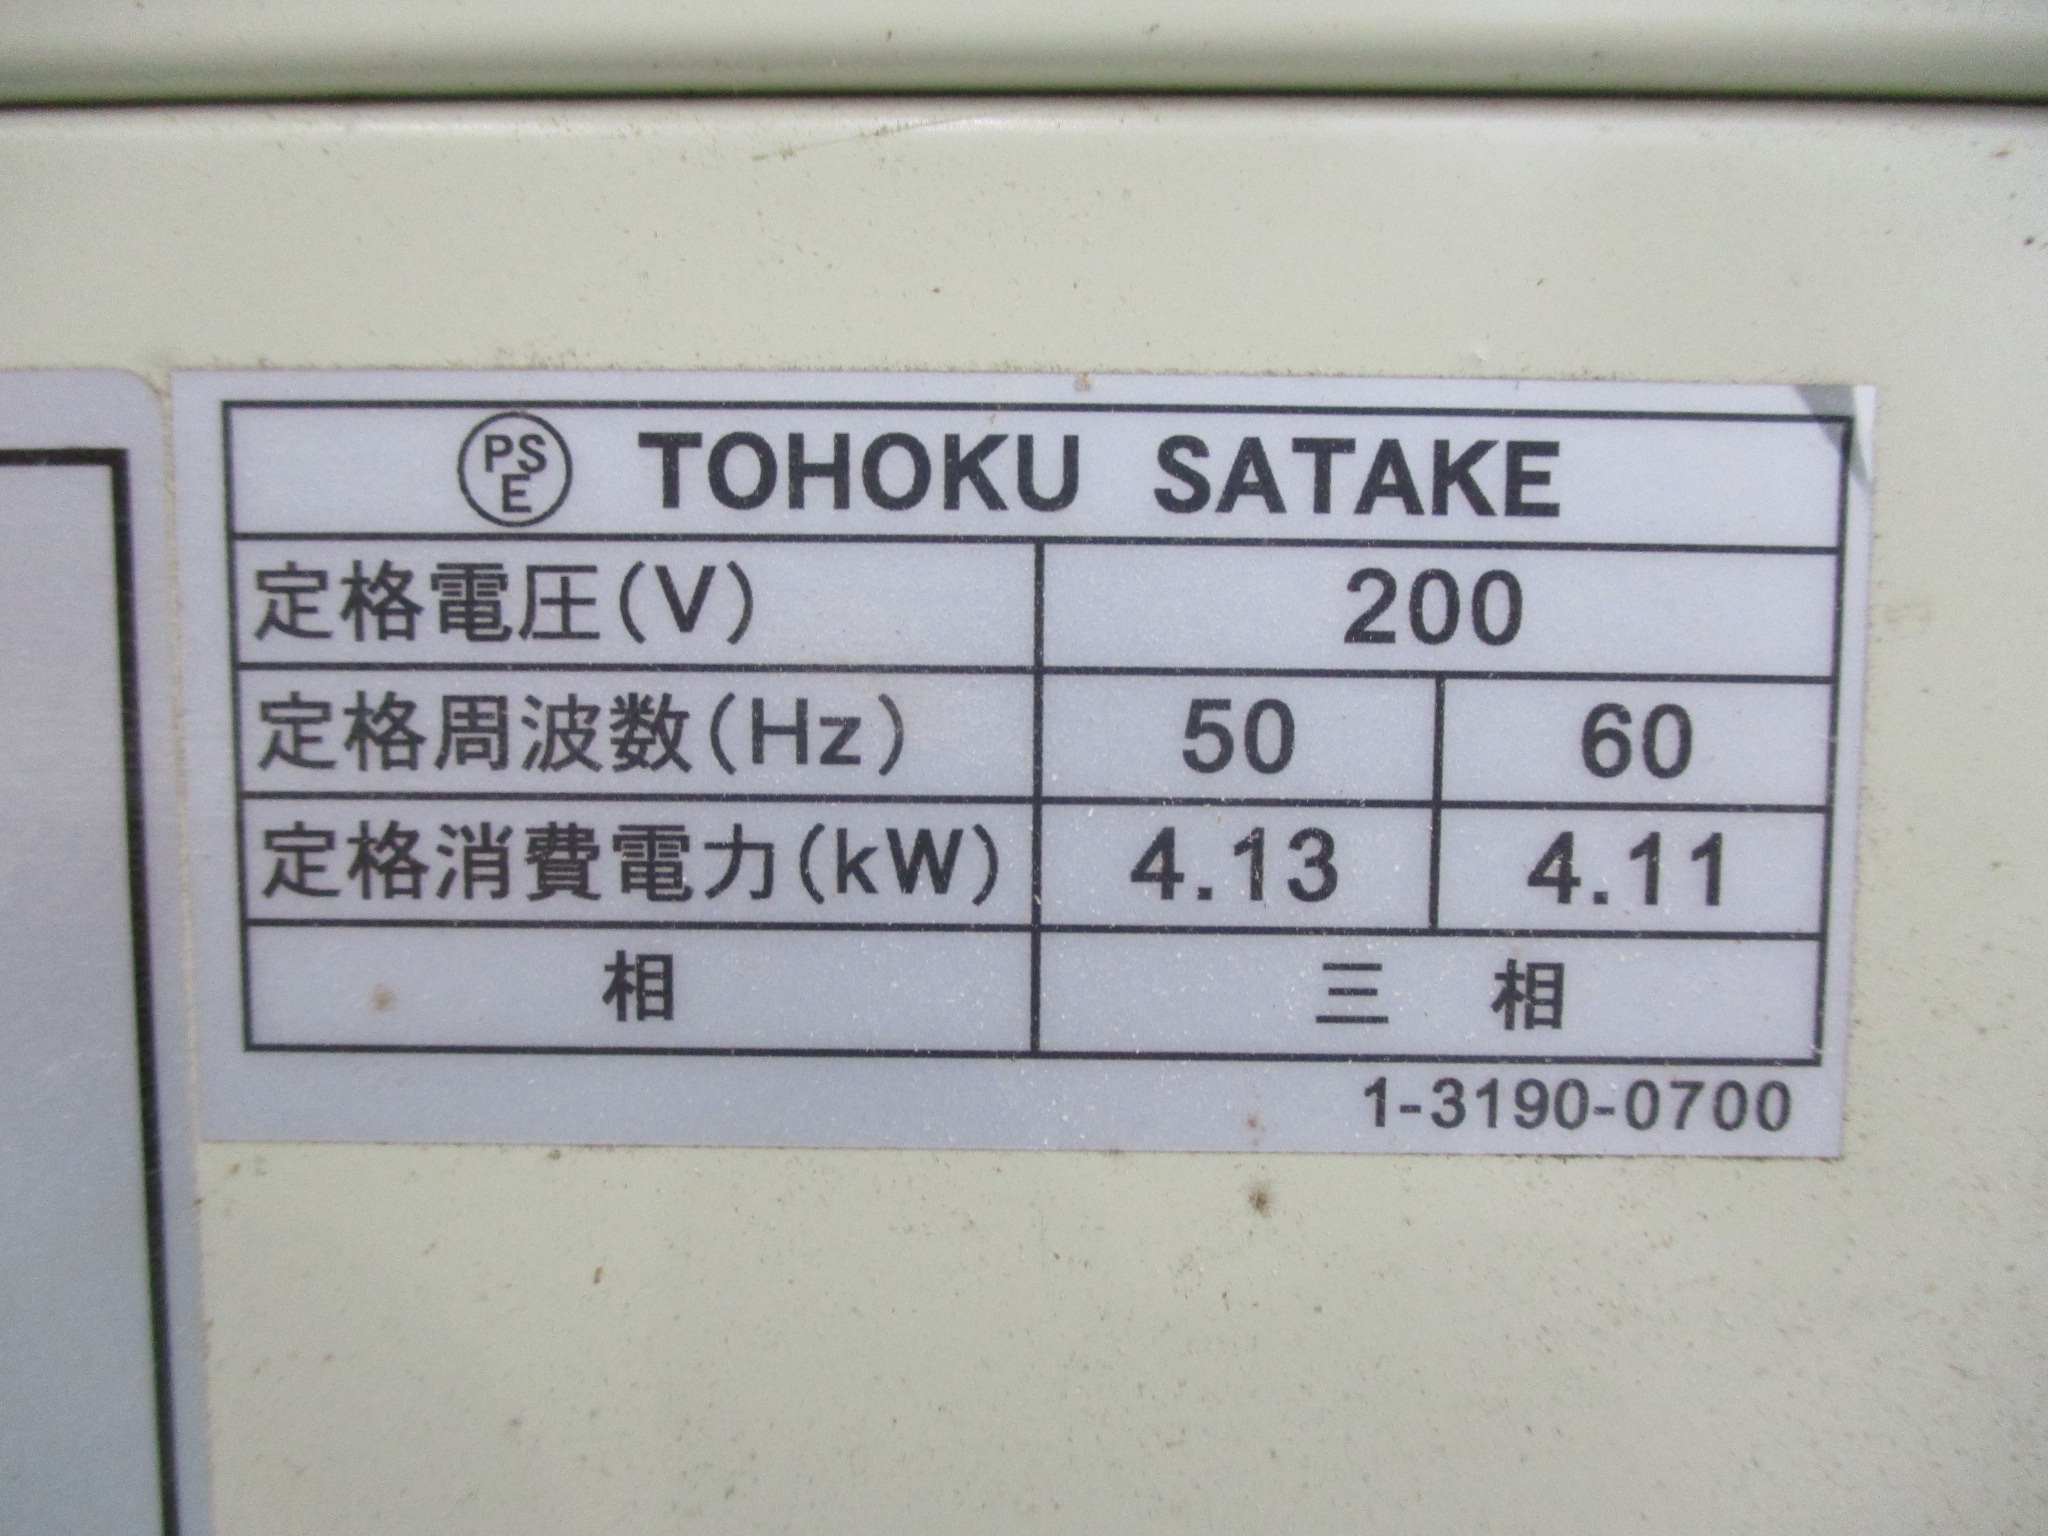 PSE TOHOKU SATAKE
定格電圧(V) 200
定格周波数(Hz) 50 60
定格消費電力(kW) 4.13 4.11
相 三 相
1-3190-0700